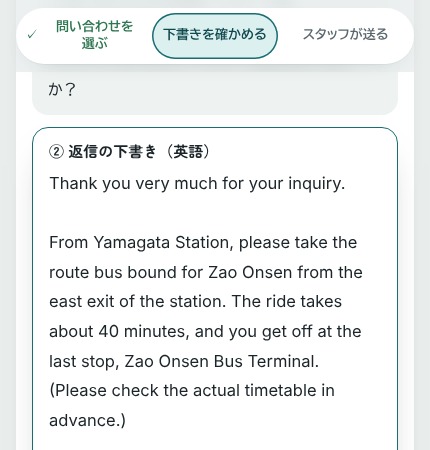 ✓ 問い合わせを
選ぶ
下書きを確かめる
スタッフが送る
か？
② 返信の下書き（英語）
Thank you very much for your inquiry.
From Yamagata Station, please take the
route bus bound for Zao Onsen from the
east exit of the station. The ride takes
about 40 minutes, and you get off at the
last stop, Zao Onsen Bus Terminal.
(Please check the actual timetable in
advance.)